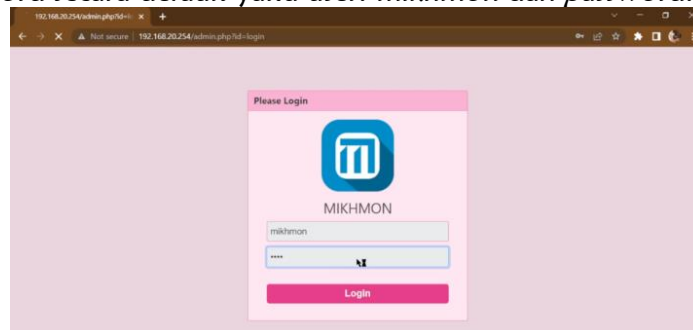 192.168.20.254/admin.php?id=l
Not secure | 192.168.20.254/admin.php?id=login
Please Login
MIKHMON
mikhmon
••••
Login